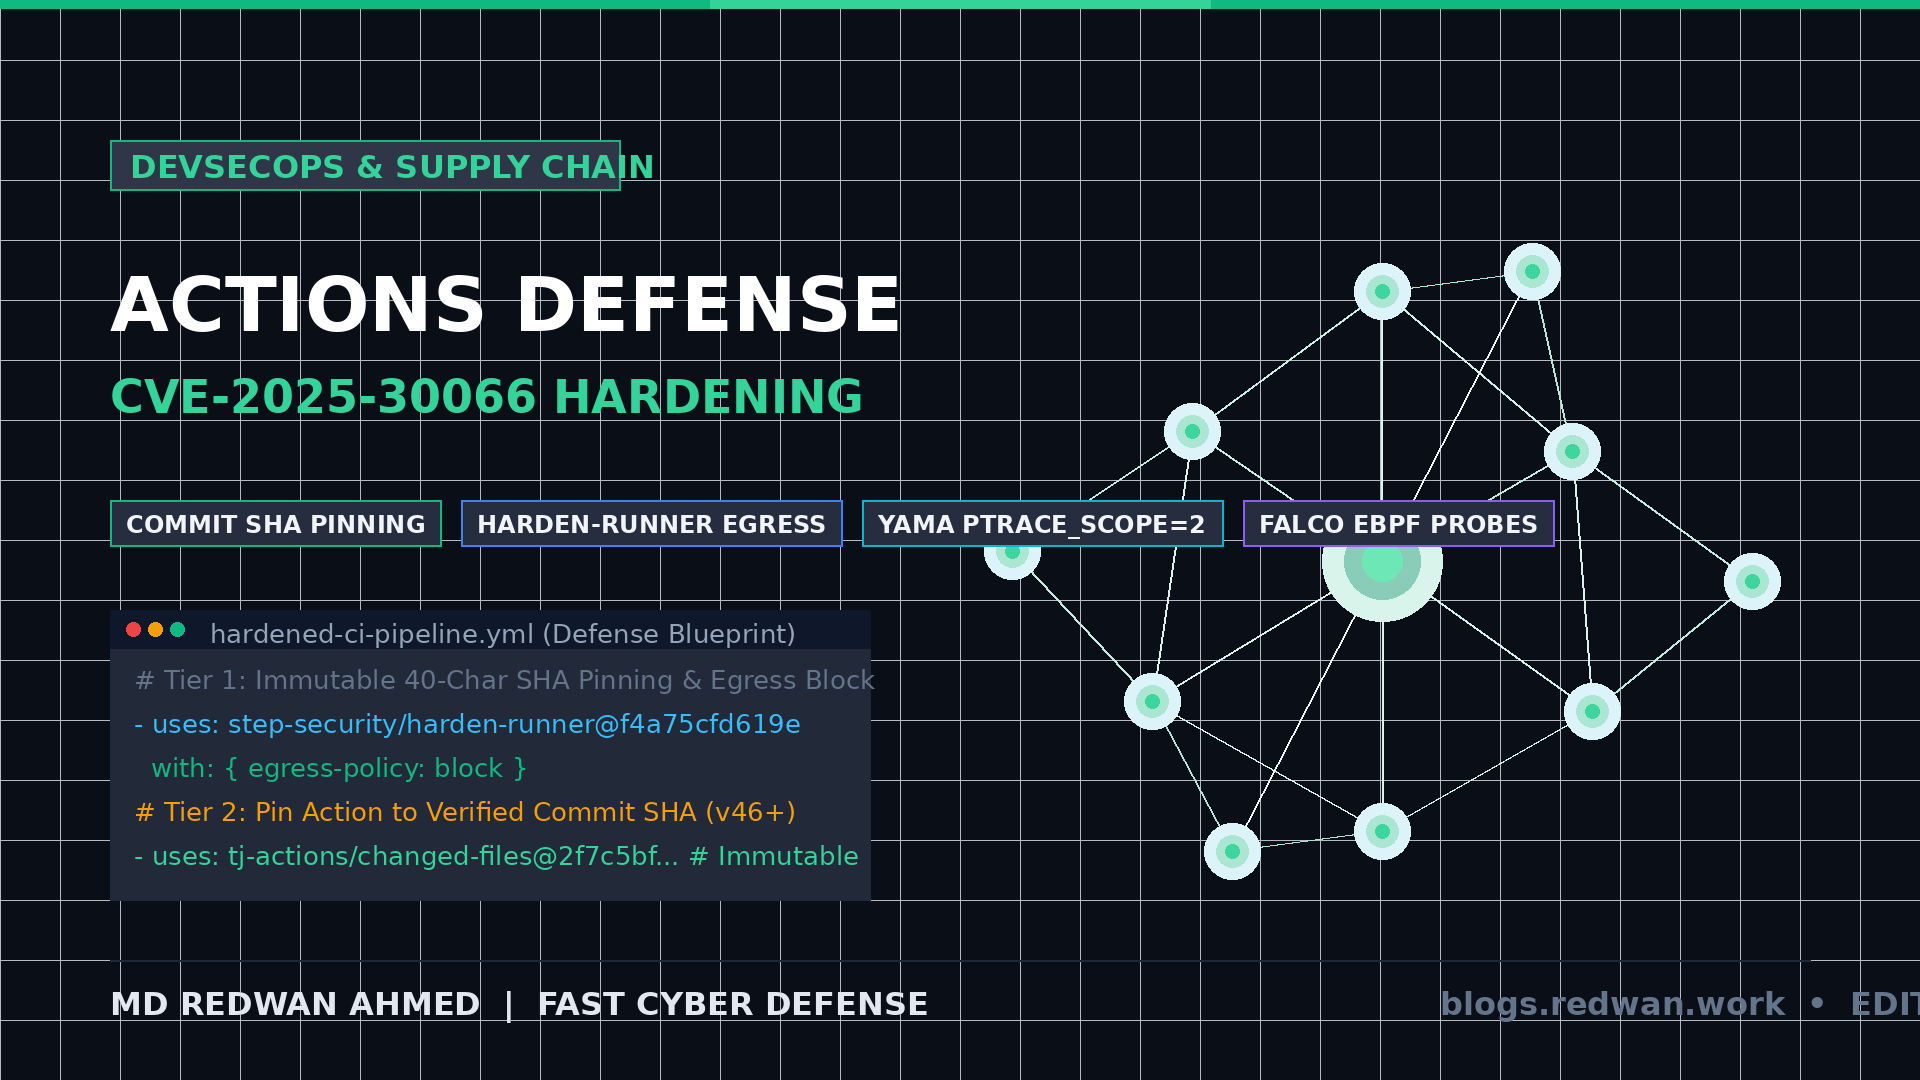 DEVSECOPS & SUPPLY CHAIN
ACTIONS DEFENSE
CVE-2025-30066 HARDENING
COMMIT SHA PINNING HARDEN-RUNNER EGRESS YAMA PTRACE_SCOPE=2 FALCO EBPF PROBES
hardened-ci-pipeline.yml (Defense Blueprint)
# Tier 1: Immutable 40-Char SHA Pinning & Egress Block
- uses: step-security/harden-runner@f4a75cfd619e
with: { egress-policy: block }
# Tier 2: Pin Action to Verified Commit SHA (v46+)
- uses: tj-actions/changed-files@2f7c5bf... # Immutable
MD REDWAN AHMED | FAST CYBER DEFENSE
blogs.redwan.work •